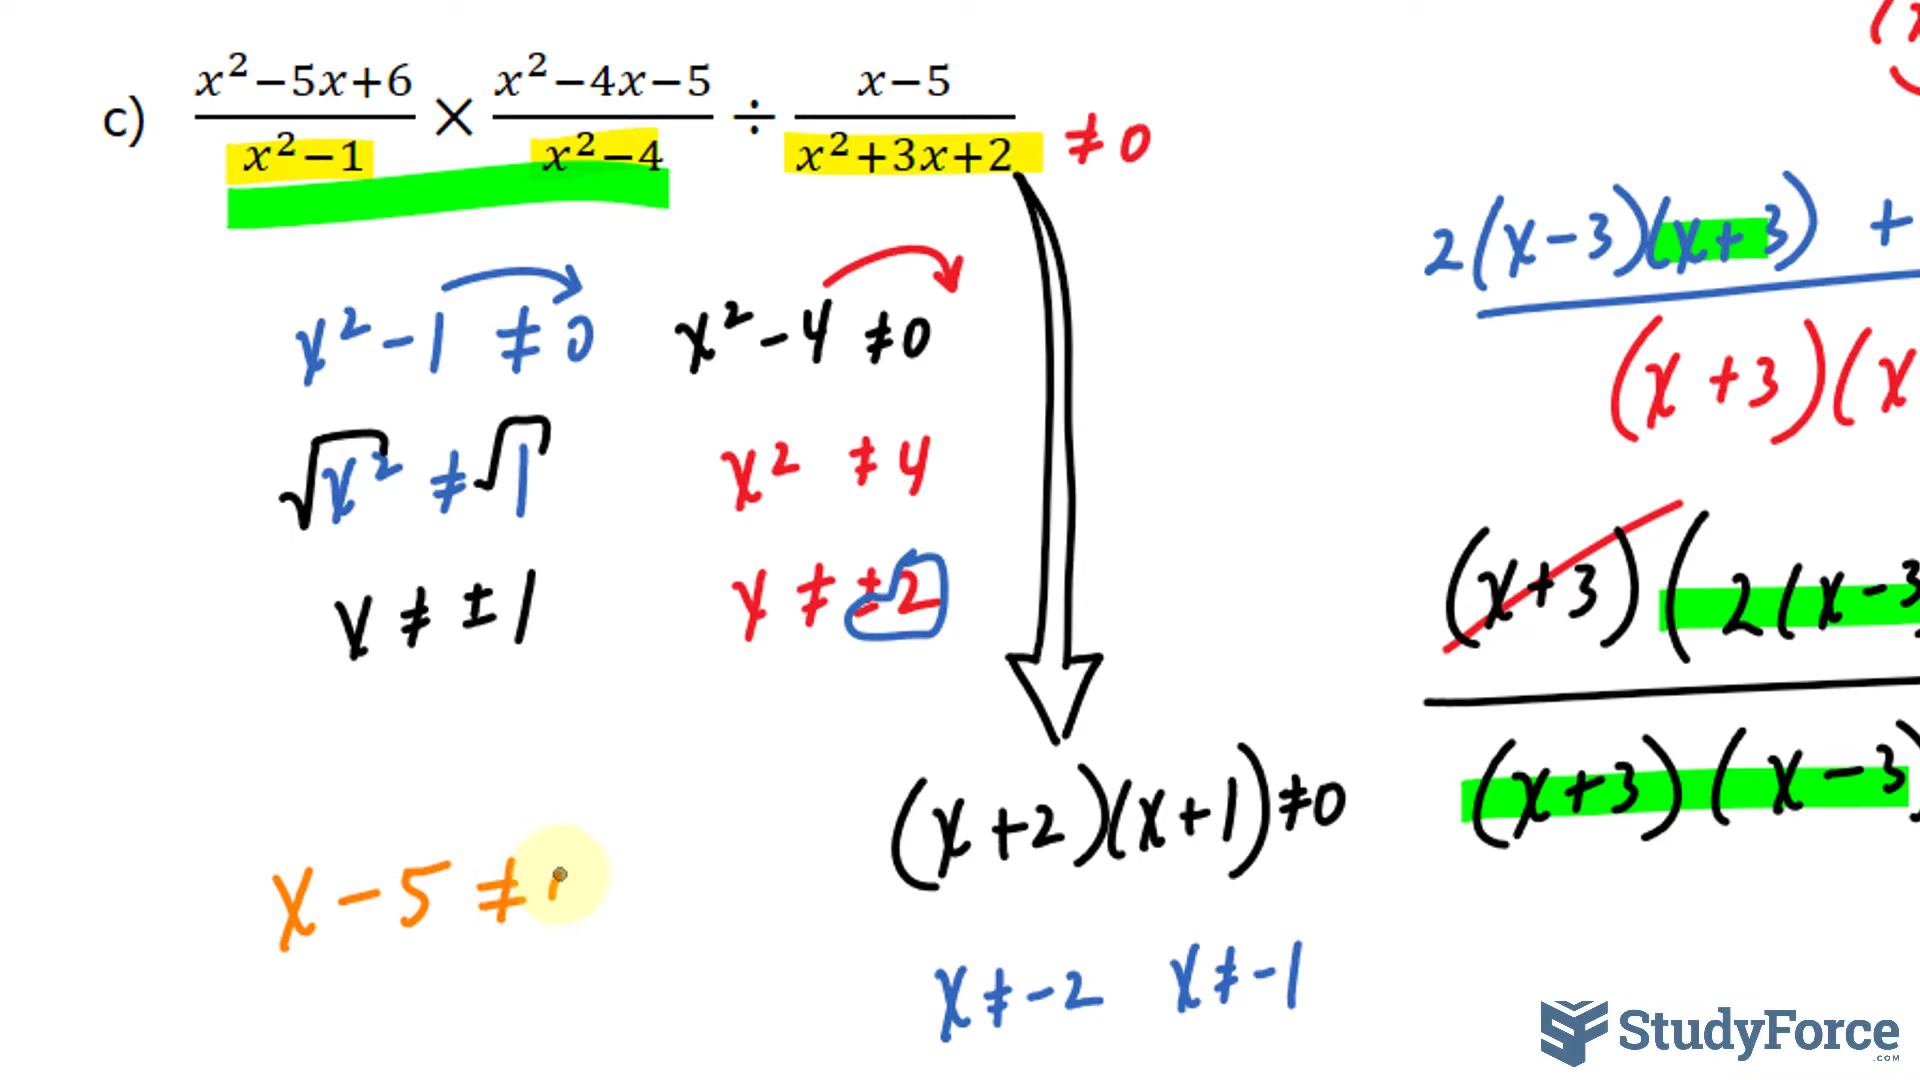 c) x²−5x+6 / x²−1 × x²−4x−5 / x²−4 ÷ x−5 / x²+3x+2 ≠ 0
x² − 1 ≠ 0
√x² ≠ √1
x ≠ ±1
x² − 4 ≠ 0
x² ≠ 4
x ≠ ±2
(x+2)(x+1) ≠ 0
x ≠ −2 x ≠ −1
x − 5 ≠
2(x−3)(x+3) +
(x+3)(x
(x+3)(2(x−3
(x+3)(x−3)
StudyForce
.COM